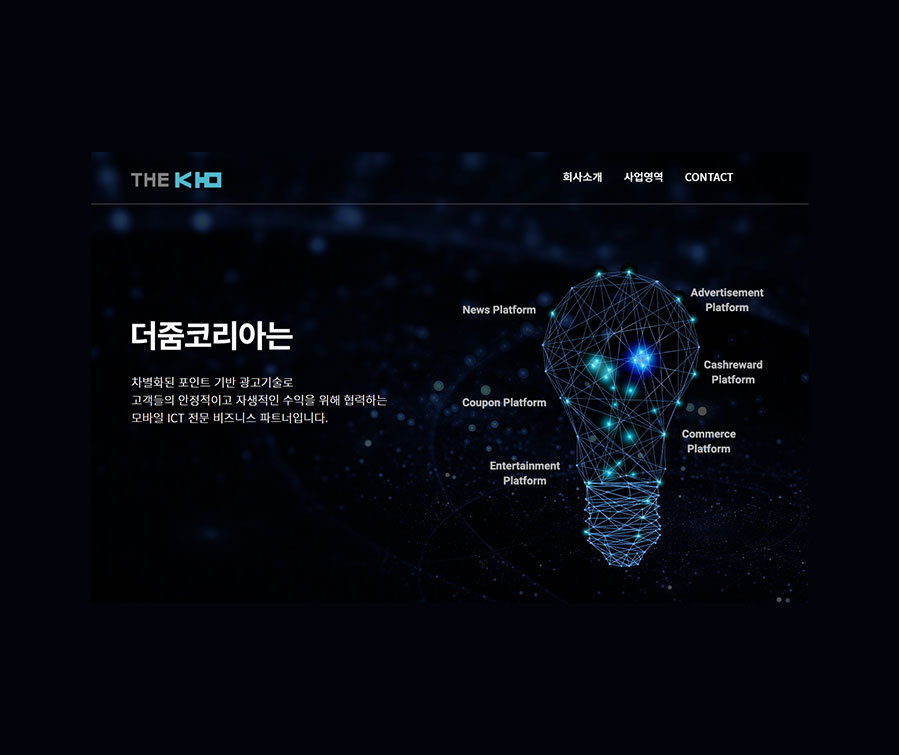 THE
회사소개 사업영역 CONTACT
더줌코리아는
차별화된 포인트 기반 광고기술로
고객들의 안정적이고 자생적인 수익을 위해 협력하는
모바일 ICT 전문 비즈니스 파트너입니다.
News Platform
Advertisement
Platform
Cashreward
Platform
Coupon Platform
Commerce
Platform
Entertainment
Platform